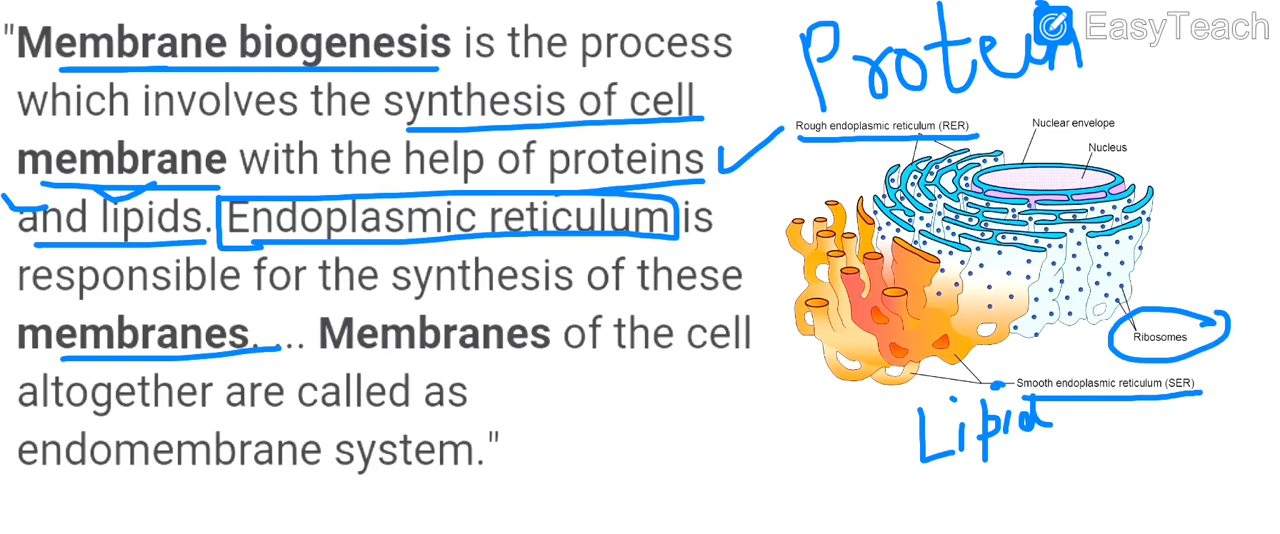 "Membrane biogenesis is the process
which involves the synthesis of cell
membrane with the help of proteins
and lipids. Endoplasmic reticulum is
responsible for the synthesis of these
membranes. ... Membranes of the cell
altogether are called as
endomembrane system."
Protein
EasyTeach
Rough endoplasmic reticulum (RER)
Nuclear envelope
Nucleus
Ribosomes
Smooth endoplasmic reticulum (SER)
Lipid